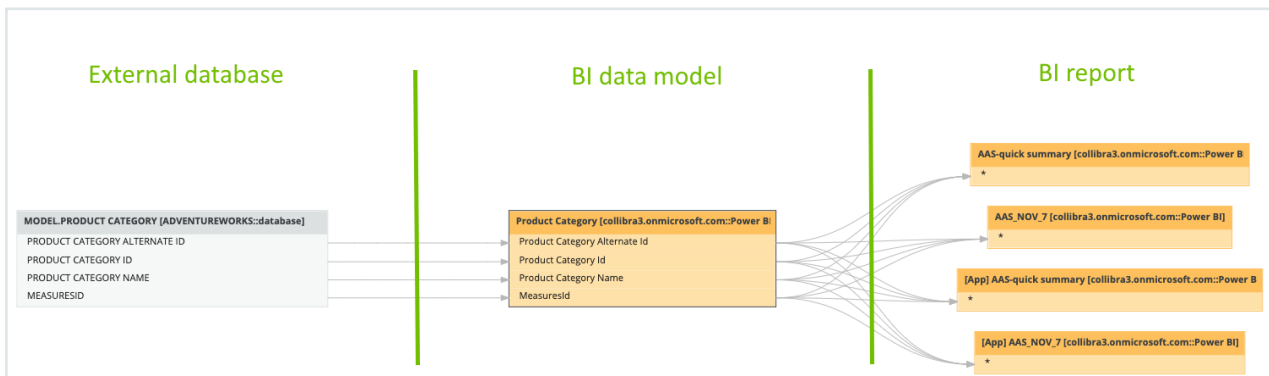 External database
BI data model
BI report
MODEL.PRODUCT CATEGORY [ADVENTUREWORKS::database]
PRODUCT CATEGORY ALTERNATE ID
PRODUCT CATEGORY ID
PRODUCT CATEGORY NAME
MEASURESID
Product Category [collibra3.onmicrosoft.com::Power BI
Product Category Alternate Id
Product Category Id
Product Category Name
MeasuresId
AAS-quick summary [collibra3.onmicrosoft.com::Power B
*
AAS_NOV_7 [collibra3.onmicrosoft.com::Power BI]
*
[App] AAS-quick summary [collibra3.onmicrosoft.com::Power B
*
[App] AAS_NOV_7 [collibra3.onmicrosoft.com::Power BI]
*